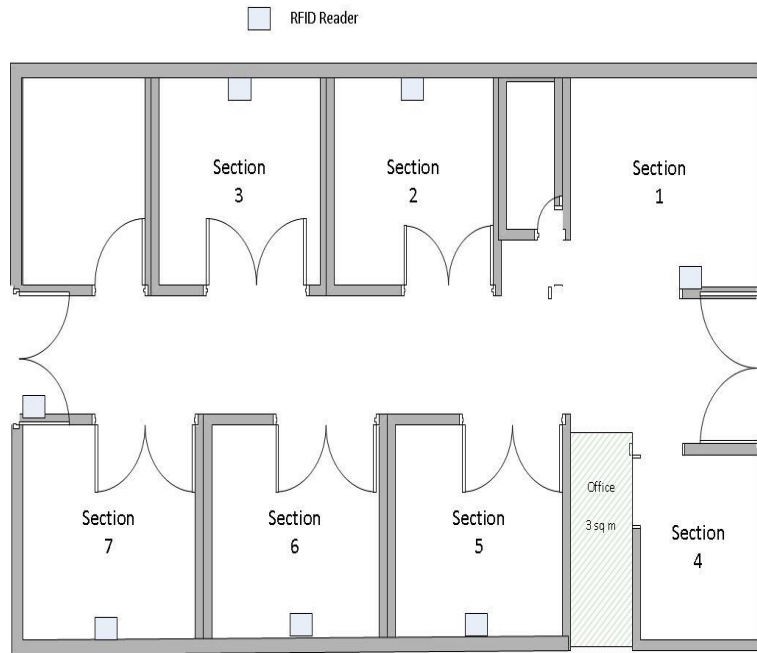 RFID Reader
Section
3
Section
2
Section
1
Office
3 sq m
Section
7
Section
6
Section
5
Section
4